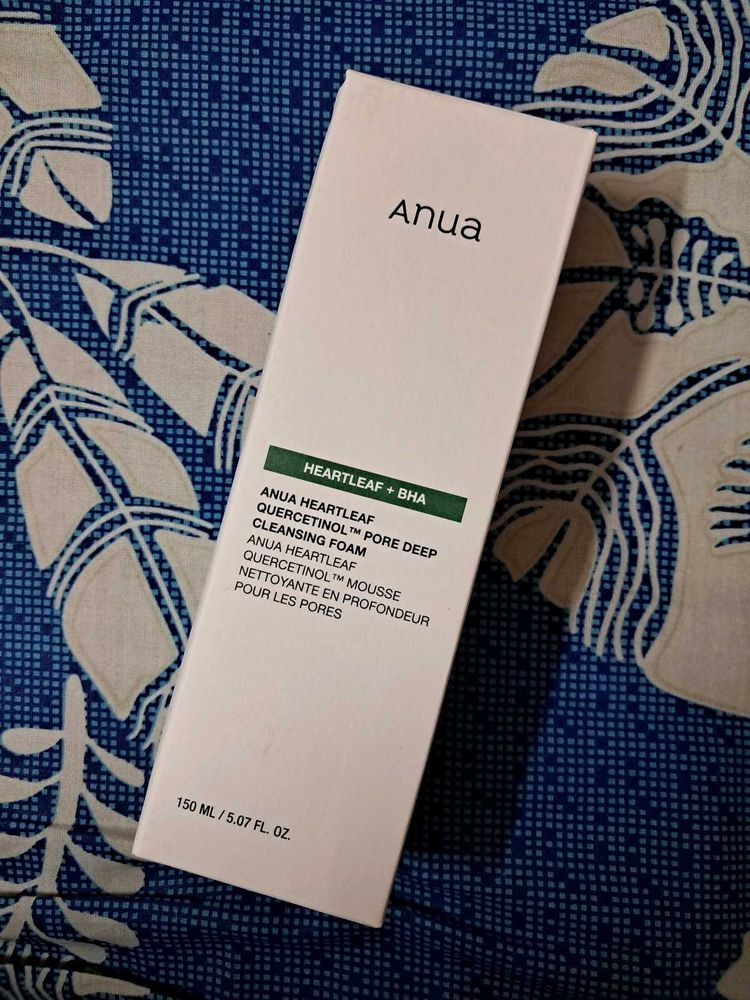 Anua
HEARTLEAF + BHA
ANUA HEARTLEAF
QUERCETINOL™ PORE DEEP
CLEANSING FOAM
ANUA HEARTLEAF
QUERCETINOL™ MOUSSE
NETTOYANTE EN PROFONDEUR
POUR LES PORES
150 ML / 5.07 FL. OZ.